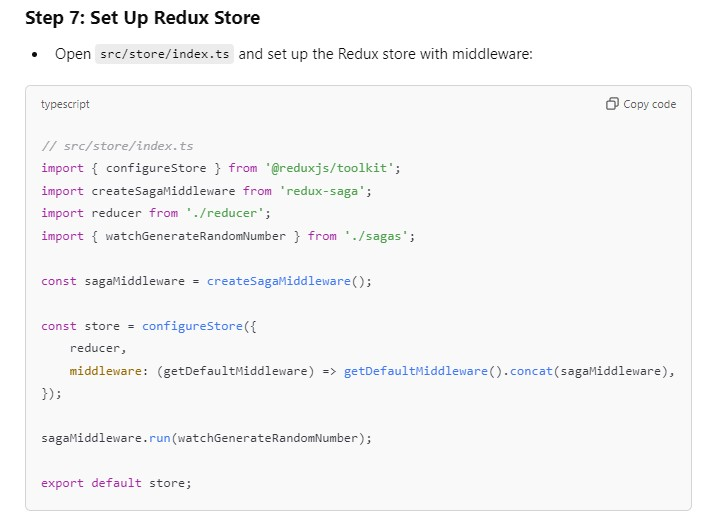 Step 7: Set Up Redux Store
• Open src/store/index.ts and set up the Redux store with middleware:
typescript
Copy code
// src/store/index.ts
import { configureStore } from '@reduxjs/toolkit';
import createSagaMiddleware from 'redux-saga';
import reducer from './reducer';
import { watchGenerateRandomNumber } from './sagas';
const sagaMiddleware = createSagaMiddleware();
const store = configureStore({
    reducer,
    middleware: (getDefaultMiddleware) => getDefaultMiddleware().concat(sagaMiddleware),
});
sagaMiddleware.run(watchGenerateRandomNumber);
export default store;